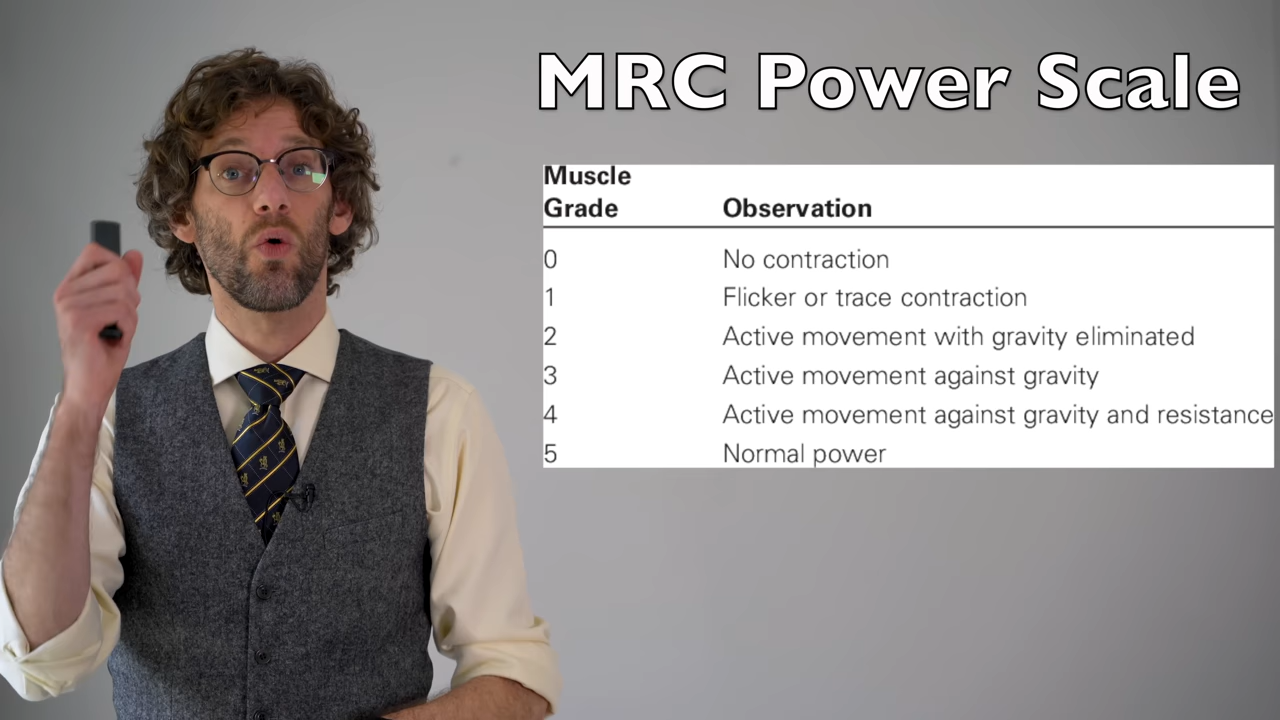 MRC Power Scale
Muscle
Grade Observation
0 No contraction
1 Flicker or trace contraction
2 Active movement with gravity eliminated
3 Active movement against gravity
4 Active movement against gravity and resistance
5 Normal power